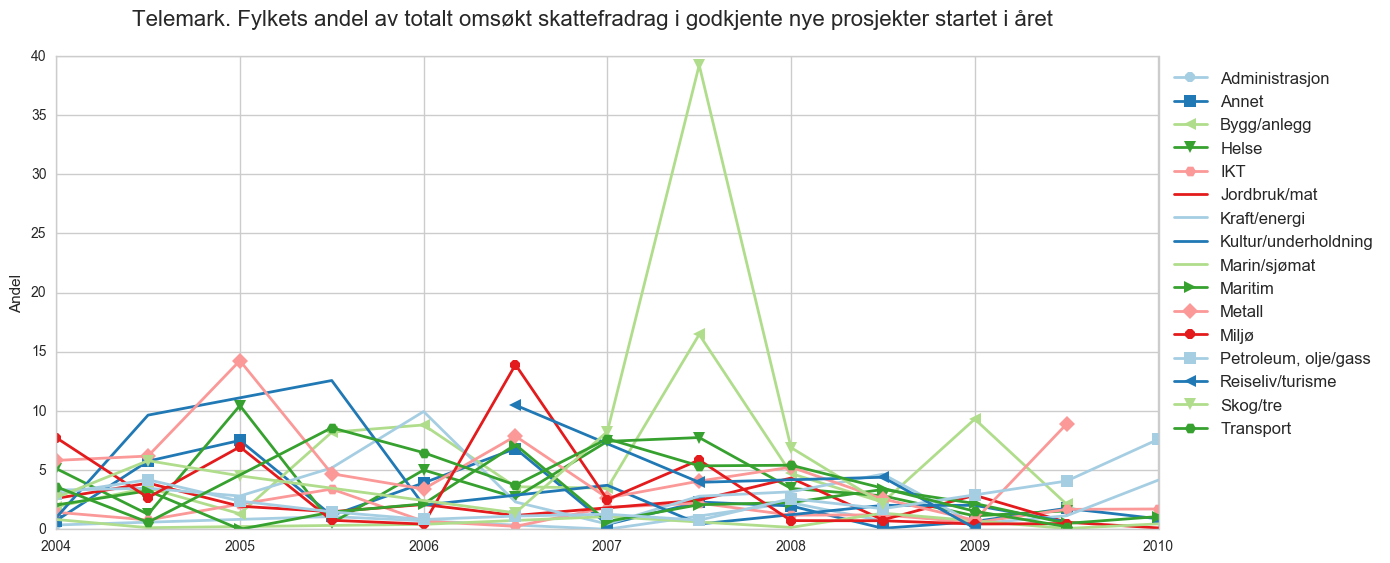 Telemark. Fylkets andel av totalt omsøkt skattefradrag i godkjente nye prosjekter startet i året
Andel
40
35
30
25
20
15
10
5
0
2004 2005 2006 2007 2008 2009 2010
Administrasjon
Annet
Bygg/anlegg
Helse
IKT
Jordbruk/mat
Kraft/energi
Kultur/underholdning
Marin/sjømat
Maritim
Metall
Miljø
Petroleum, olje/gass
Reiseliv/turisme
Skog/tre
Transport